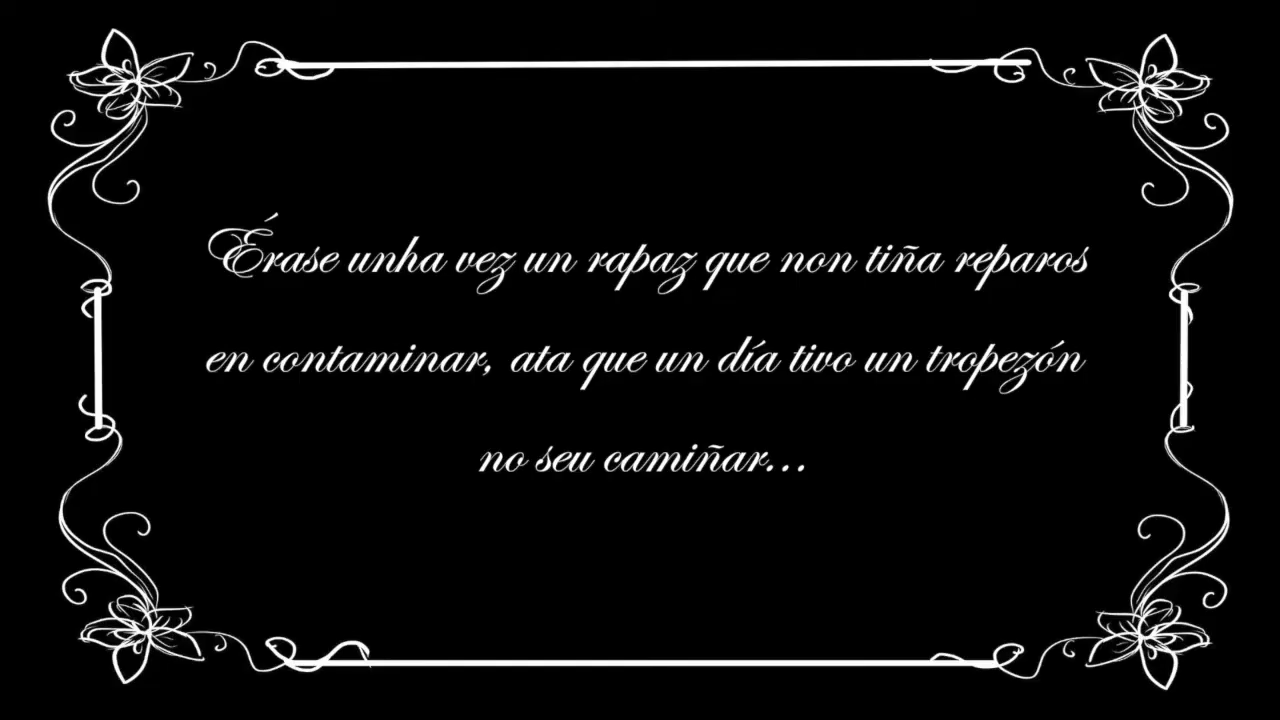 Érase unha vez un rapaz que non tiña reparos
en contaminar, ata que un día tivo un tropezón
no seu camiñar...